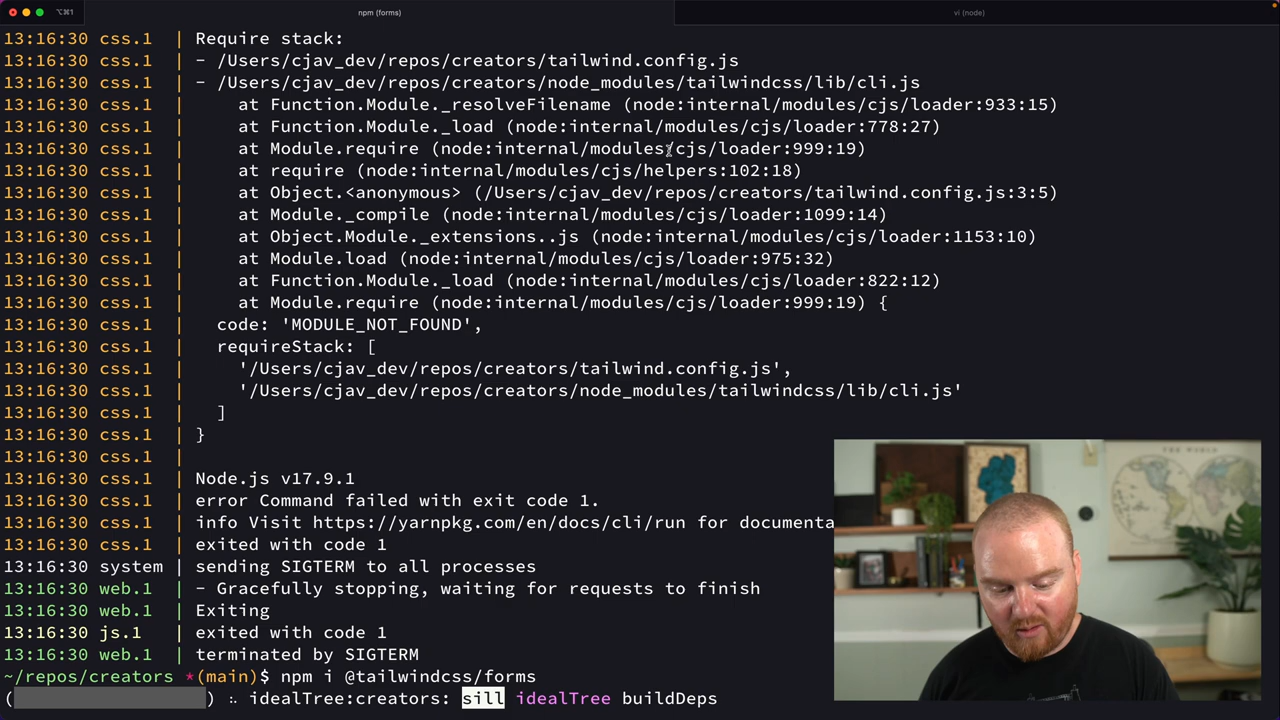 ⌥⌘1
npm (forms)
vi (node)
13:16:30 css.1 | Require stack:
13:16:30 css.1 | - /Users/cjav_dev/repos/creators/tailwind.config.js
13:16:30 css.1 | - /Users/cjav_dev/repos/creators/node_modules/tailwindcss/lib/cli.js
13:16:30 css.1 | at Function.Module._resolveFilename (node:internal/modules/cjs/loader:933:15)
13:16:30 css.1 | at Function.Module._load (node:internal/modules/cjs/loader:778:27)
13:16:30 css.1 | at Module.require (node:internal/modules/cjs/loader:999:19)
13:16:30 css.1 | at require (node:internal/modules/cjs/helpers:102:18)
13:16:30 css.1 | at Object.<anonymous> (/Users/cjav_dev/repos/creators/tailwind.config.js:3:5)
13:16:30 css.1 | at Module._compile (node:internal/modules/cjs/loader:1099:14)
13:16:30 css.1 | at Object.Module._extensions..js (node:internal/modules/cjs/loader:1153:10)
13:16:30 css.1 | at Module.load (node:internal/modules/cjs/loader:975:32)
13:16:30 css.1 | at Function.Module._load (node:internal/modules/cjs/loader:822:12)
13:16:30 css.1 | at Module.require (node:internal/modules/cjs/loader:999:19) {
13:16:30 css.1 | code: 'MODULE_NOT_FOUND',
13:16:30 css.1 | requireStack: [
13:16:30 css.1 | '/Users/cjav_dev/repos/creators/tailwind.config.js',
13:16:30 css.1 | '/Users/cjav_dev/repos/creators/node_modules/tailwindcss/lib/cli.js'
13:16:30 css.1 | ]
13:16:30 css.1 | }
13:16:30 css.1 |
13:16:30 css.1 | Node.js v17.9.1
13:16:30 css.1 | error Command failed with exit code 1.
13:16:30 css.1 | info Visit https://yarnpkg.com/en/docs/cli/run for documenta
13:16:30 css.1 | exited with code 1
13:16:30 system | sending SIGTERM to all processes
13:16:30 web.1 | - Gracefully stopping, waiting for requests to finish
13:16:30 web.1 | Exiting
13:16:30 js.1 | exited with code 1
13:16:30 web.1 | terminated by SIGTERM
~/repos/creators *(main)$ npm i @tailwindcss/forms
( ) ⠦ idealTree:creators: sill idealTree buildDeps
THE WORLD